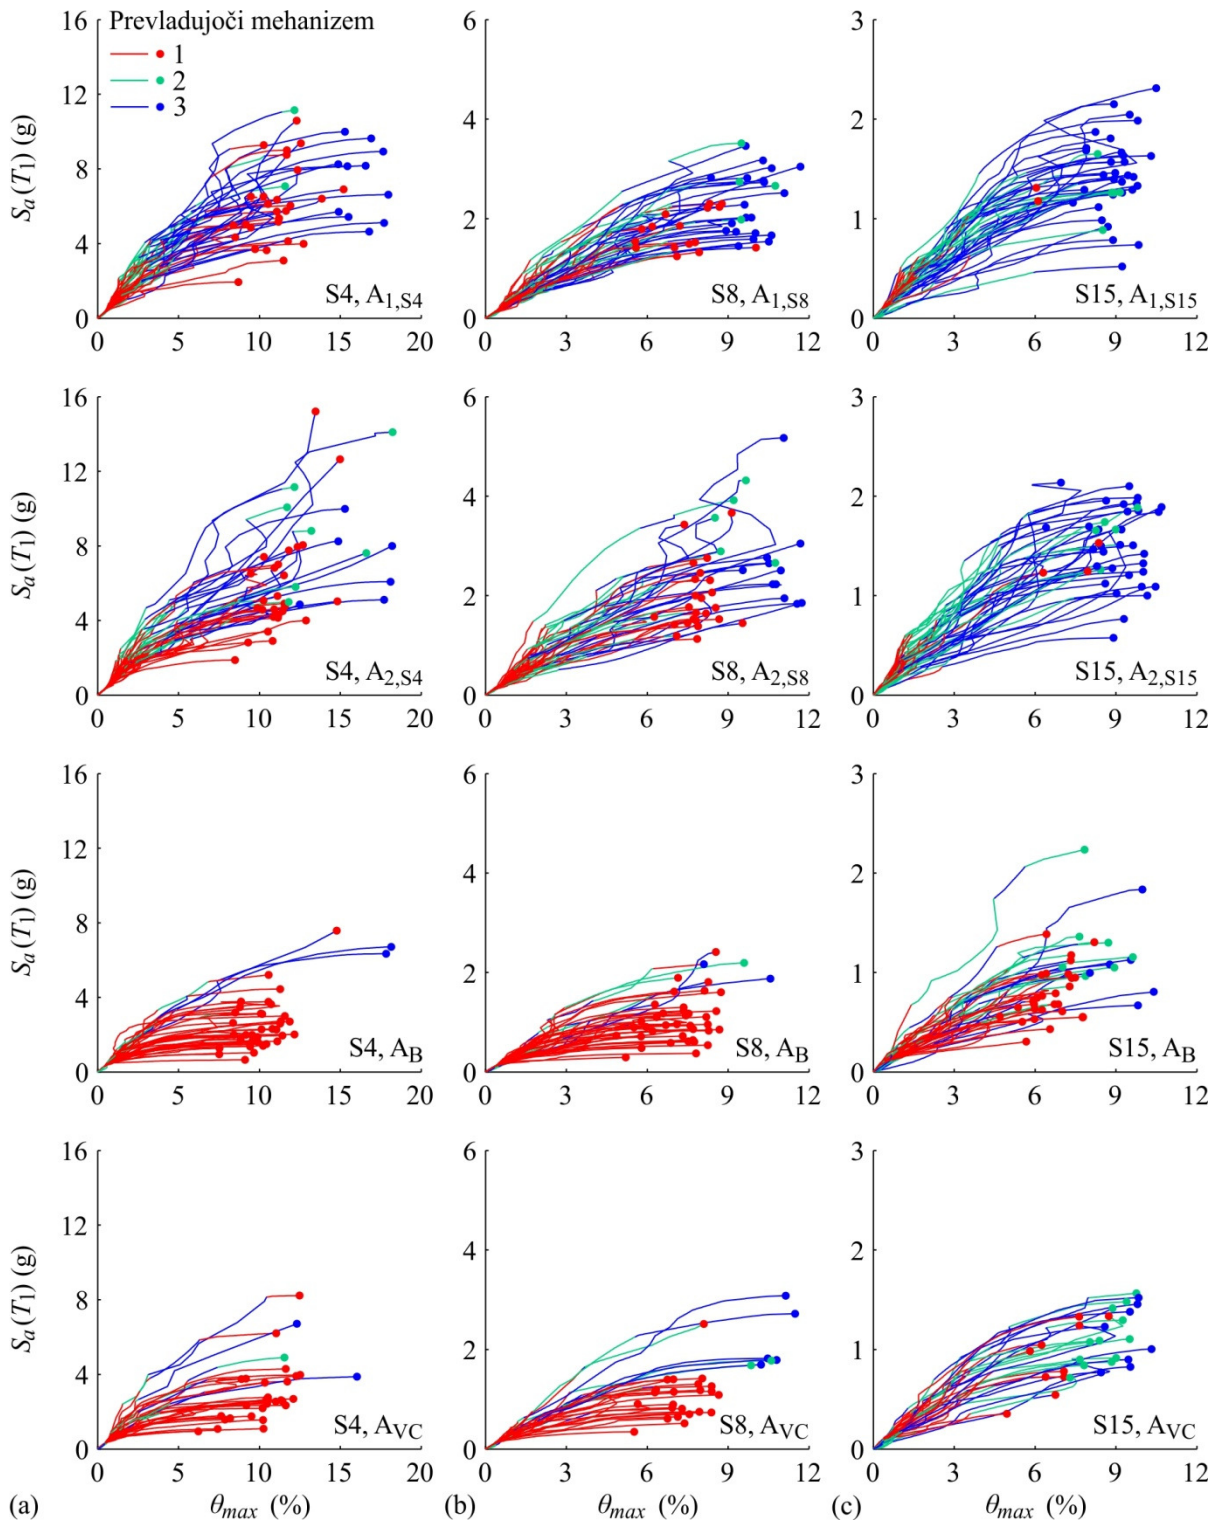 Prevladujoči mehanizem
1
2
3
16
12
8
4
0
0 5 10 15 20
Sa(T1) (g)
S4, A1,S4
6
4
2
0
0 3 6 9 12
S8, A1,S8
3
2
1
0
0 3 6 9 12
S15, A1,S15
16
12
8
4
0
0 5 10 15 20
Sa(T1) (g)
S4, A2,S4
6
4
2
0
0 3 6 9 12
S8, A2,S8
3
2
1
0
0 3 6 9 12
S15, A2,S15
16
12
8
4
0
0 5 10 15 20
Sa(T1) (g)
S4, AB
6
4
2
0
0 3 6 9 12
S8, AB
3
2
1
0
0 3 6 9 12
S15, AB
16
12
8
4
0
0 5 10 15 20
Sa(T1) (g)
S4, AVC
6
4
2
0
0 3 6 9 12
S8, AVC
3
2
1
0
0 3 6 9 12
S15, AVC
(a) θmax (%) (b) θmax (%) (c) θmax (%)